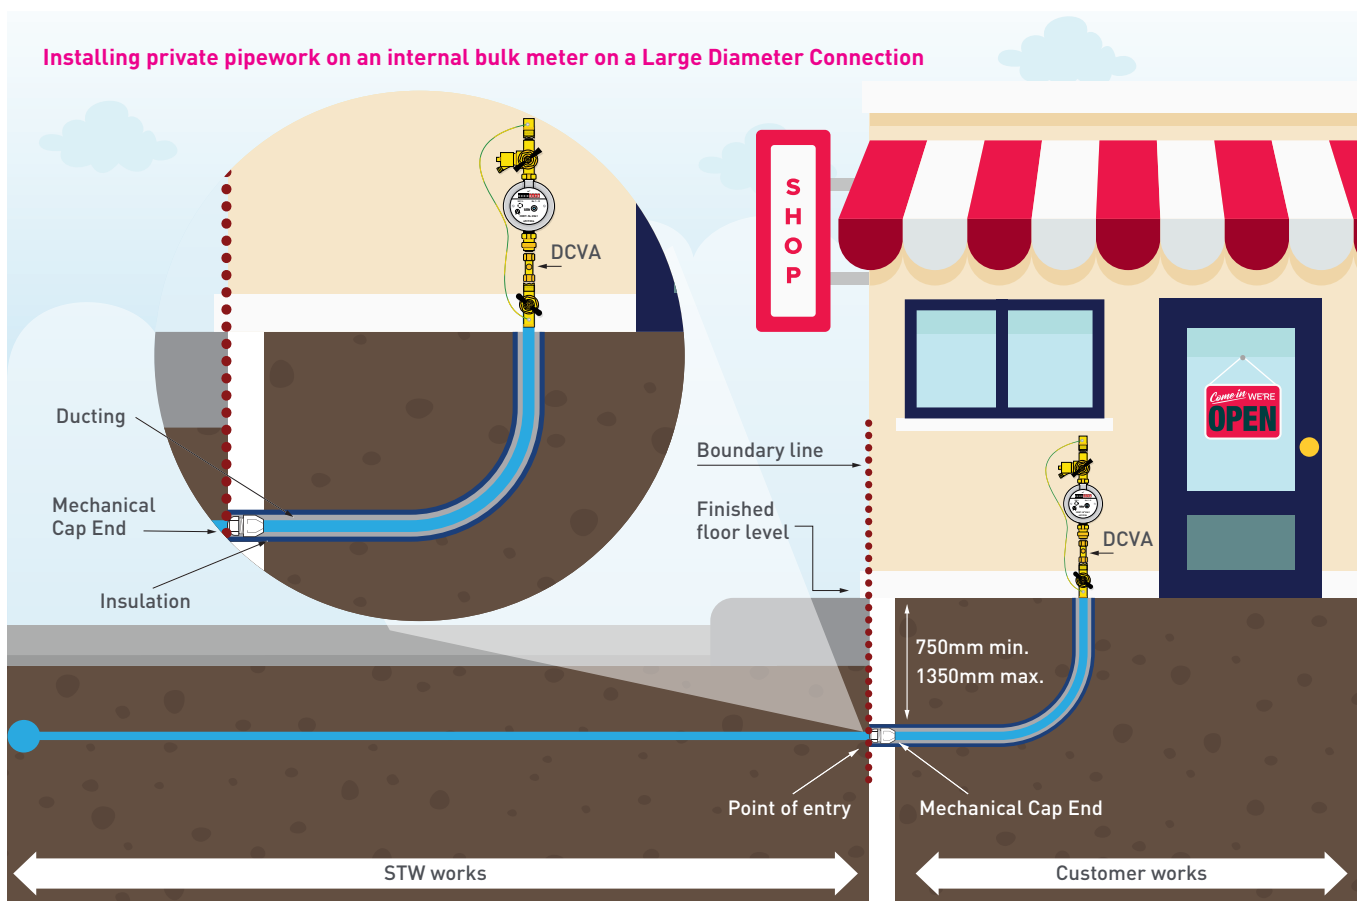 Installing private pipework on an internal bulk meter on a Large Diameter Connection
SHOP
DCVA
Come in WE'RE
OPEN
Ducting
Boundary line
Mechanical
Cap End
Finished
floor level
DCVA
Insulation
750mm min.
1350mm max.
Point of entry
Mechanical Cap End
STW works
Customer works